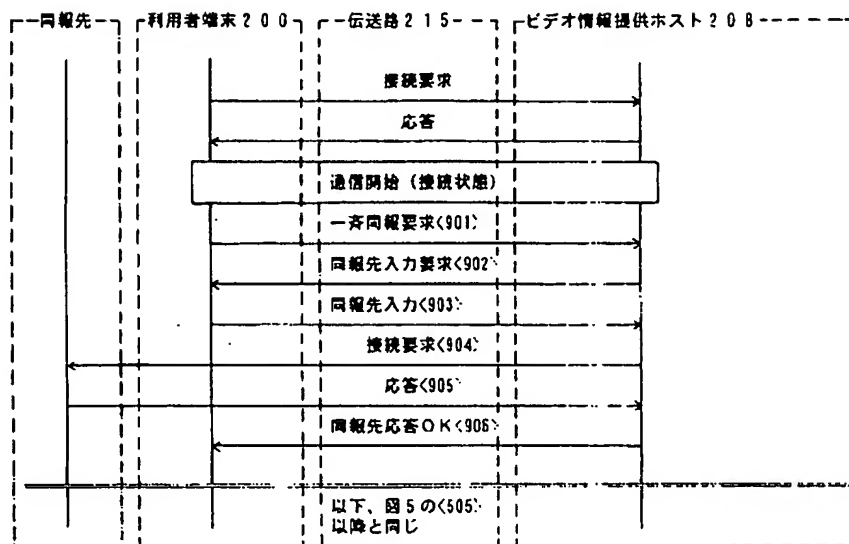 同報先
利用者端末200
伝送路215
ビデオ情報提供ホスト208
接続要求
応答
通信開始(接続状態)
一斉同報要求<901>
同報先入力要求<902>
同報先入力<903>
接続要求<904>
応答<905>
同報先応答OK<906>
以下、図5の<505>
以降と同じ